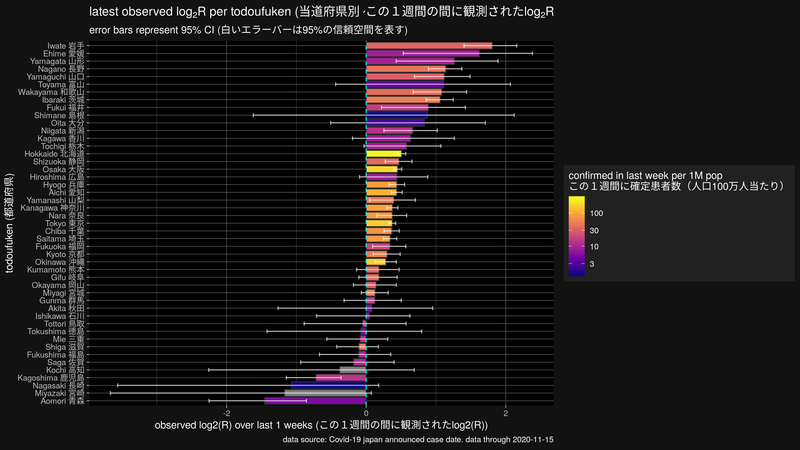 latest observed log2R per todoufuken (当道府県別·この１週間の間に観測されたlog2R
error bars represent 95% CI (白いエラーバーは95%の信頼空間を表す)
todoufuken (都道府県)
Iwate 岩手
Ehime 愛媛
Yamagata 山形
Nagano 長野
Yamaguchi 山口
Toyama 富山
Wakayama 和歌山
Ibaraki 茨城
Fukui 福井
Shimane 島根
Oita 大分
Niigata 新潟
Kagawa 香川
Tochigi 栃木
Hokkaido 北海道
Shizuoka 静岡
Osaka 大阪
Hiroshima 広島
Hyogo 兵庫
Aichi 愛知
Yamanashi 山梨
Kanagawa 神奈川
Nara 奈良
Tokyo 東京
Chiba 千葉
Saitama 埼玉
Fukuoka 福岡
Kyoto 京都
Okinawa 沖縄
Kumamoto 熊本
Gifu 岐阜
Okayama 岡山
Miyagi 宮城
Gunma 群馬
Akita 秋田
Ishikawa 石川
Tottori 鳥取
Tokushima 徳島
Mie 三重
Shiga 滋賀
Fukushima 福島
Saga 佐賀
Kochi 高知
Kagoshima 鹿児島
Nagasaki 長崎
Miyazaki 宮崎
Aomori 青森
-2 0 2
observed log2(R) over last 1 weeks (この１週間の間に観測されたlog2(R))
data source: Covid-19 japan announced case date. data through 2020-11-15
confirmed in last week per 1M pop
この１週間に確定患者数（人口100万人当たり）
100
30
10
3